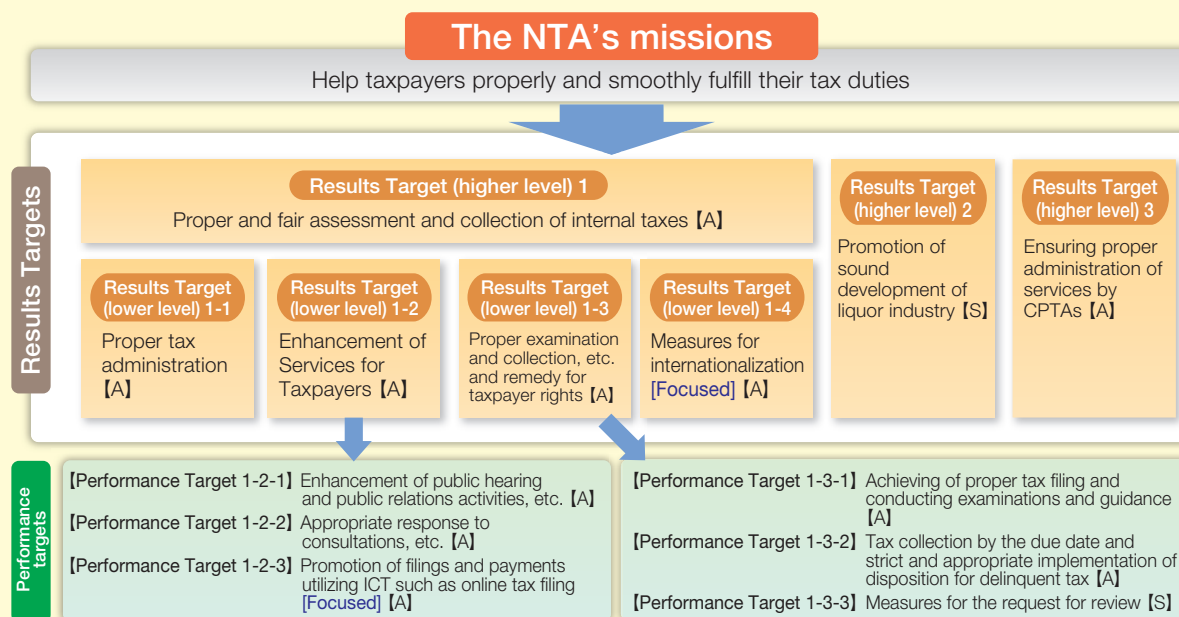 The NTA's missions
Help taxpayers properly and smoothly fulfill their tax duties
Results Targets
Results Target (higher level) 1
Proper and fair assessment and collection of internal taxes【A】
Results Target
(higher level) 2
Promotion of
sound
development of
liquor industry【S】
Results Target
(higher level) 3
Ensuring proper
administration of
services by
CPTAs【A】
Results Target
(lower level) 1-1
Proper tax
administration
【A】
Results Target
(lower level) 1-2
Enhancement of
Services for
Taxpayers【A】
Results Target
(lower level) 1-3
Proper examination
and collection, etc.
and remedy for
taxpayer rights【A】
Results Target
(lower level) 1-4
Measures for
internationalization
[Focused]【A】
Performance
targets
【Performance Target 1-2-1】Enhancement of public hearing
and public relations activities, etc.【A】
【Performance Target 1-2-2】Appropriate response to
consultations, etc.【A】
【Performance Target 1-2-3】Promotion of filings and payments
utilizing ICT such as online tax filing
[Focused]【A】
【Performance Target 1-3-1】Achieving of proper tax filing and
conducting examinations and guidance
【A】
【Performance Target 1-3-2】Tax collection by the due date and
strict and appropriate implementation of
disposition for delinquent tax【A】
【Performance Target 1-3-3】Measures for the request for review【S】